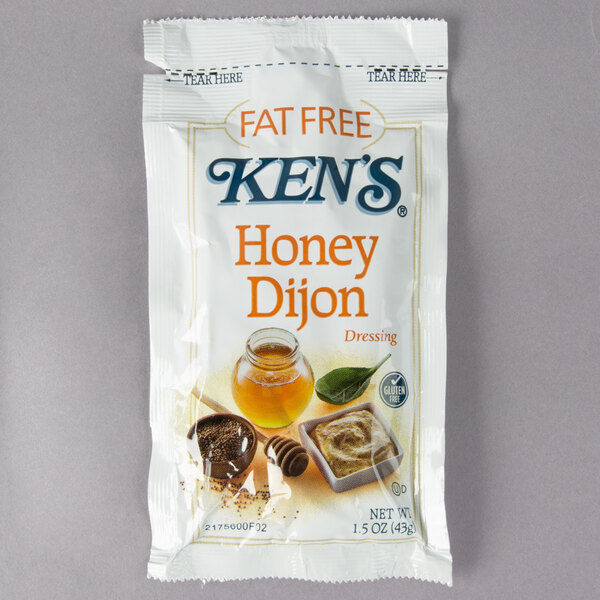 TEAR HERE TEAR HERE
FAT FREE
KEN'S®
Honey
Dijon
Dressing
GLUTEN
FREE
U D
NET WT
2175600F02 1.5 OZ (43g)